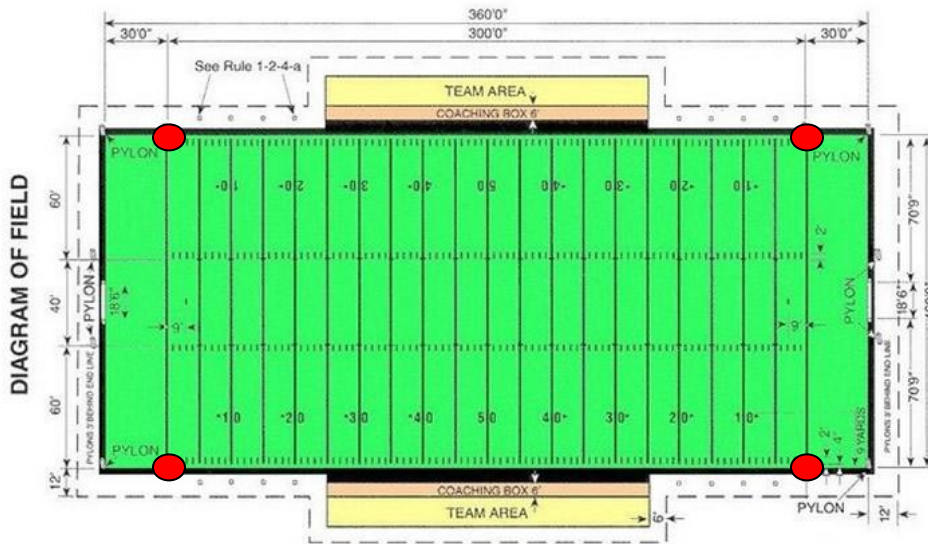 360'0"
30'0"
300'0"
30'0"
See Rule 1-2-4-a
TEAM AREA
COACHING BOX 6'
PYLON
PYLON
DIAGRAM OF FIELD
-10 -20 -30 -40 50 40- 30- 20- 10-
60'
40'
60'
12'
PYLON
18'6"
9'
PYLONS 3' BEHIND END LINE
2'
9'
PYLON
70'9"
18'6"
70'9"
PYLONS 3' BEHIND END LINE
-10 -20 -30 -40 50 40- 30- 20- 10-
PYLON
9 YARDS
2'
4"
COACHING BOX 6'
TEAM AREA
6'
PYLON
12'